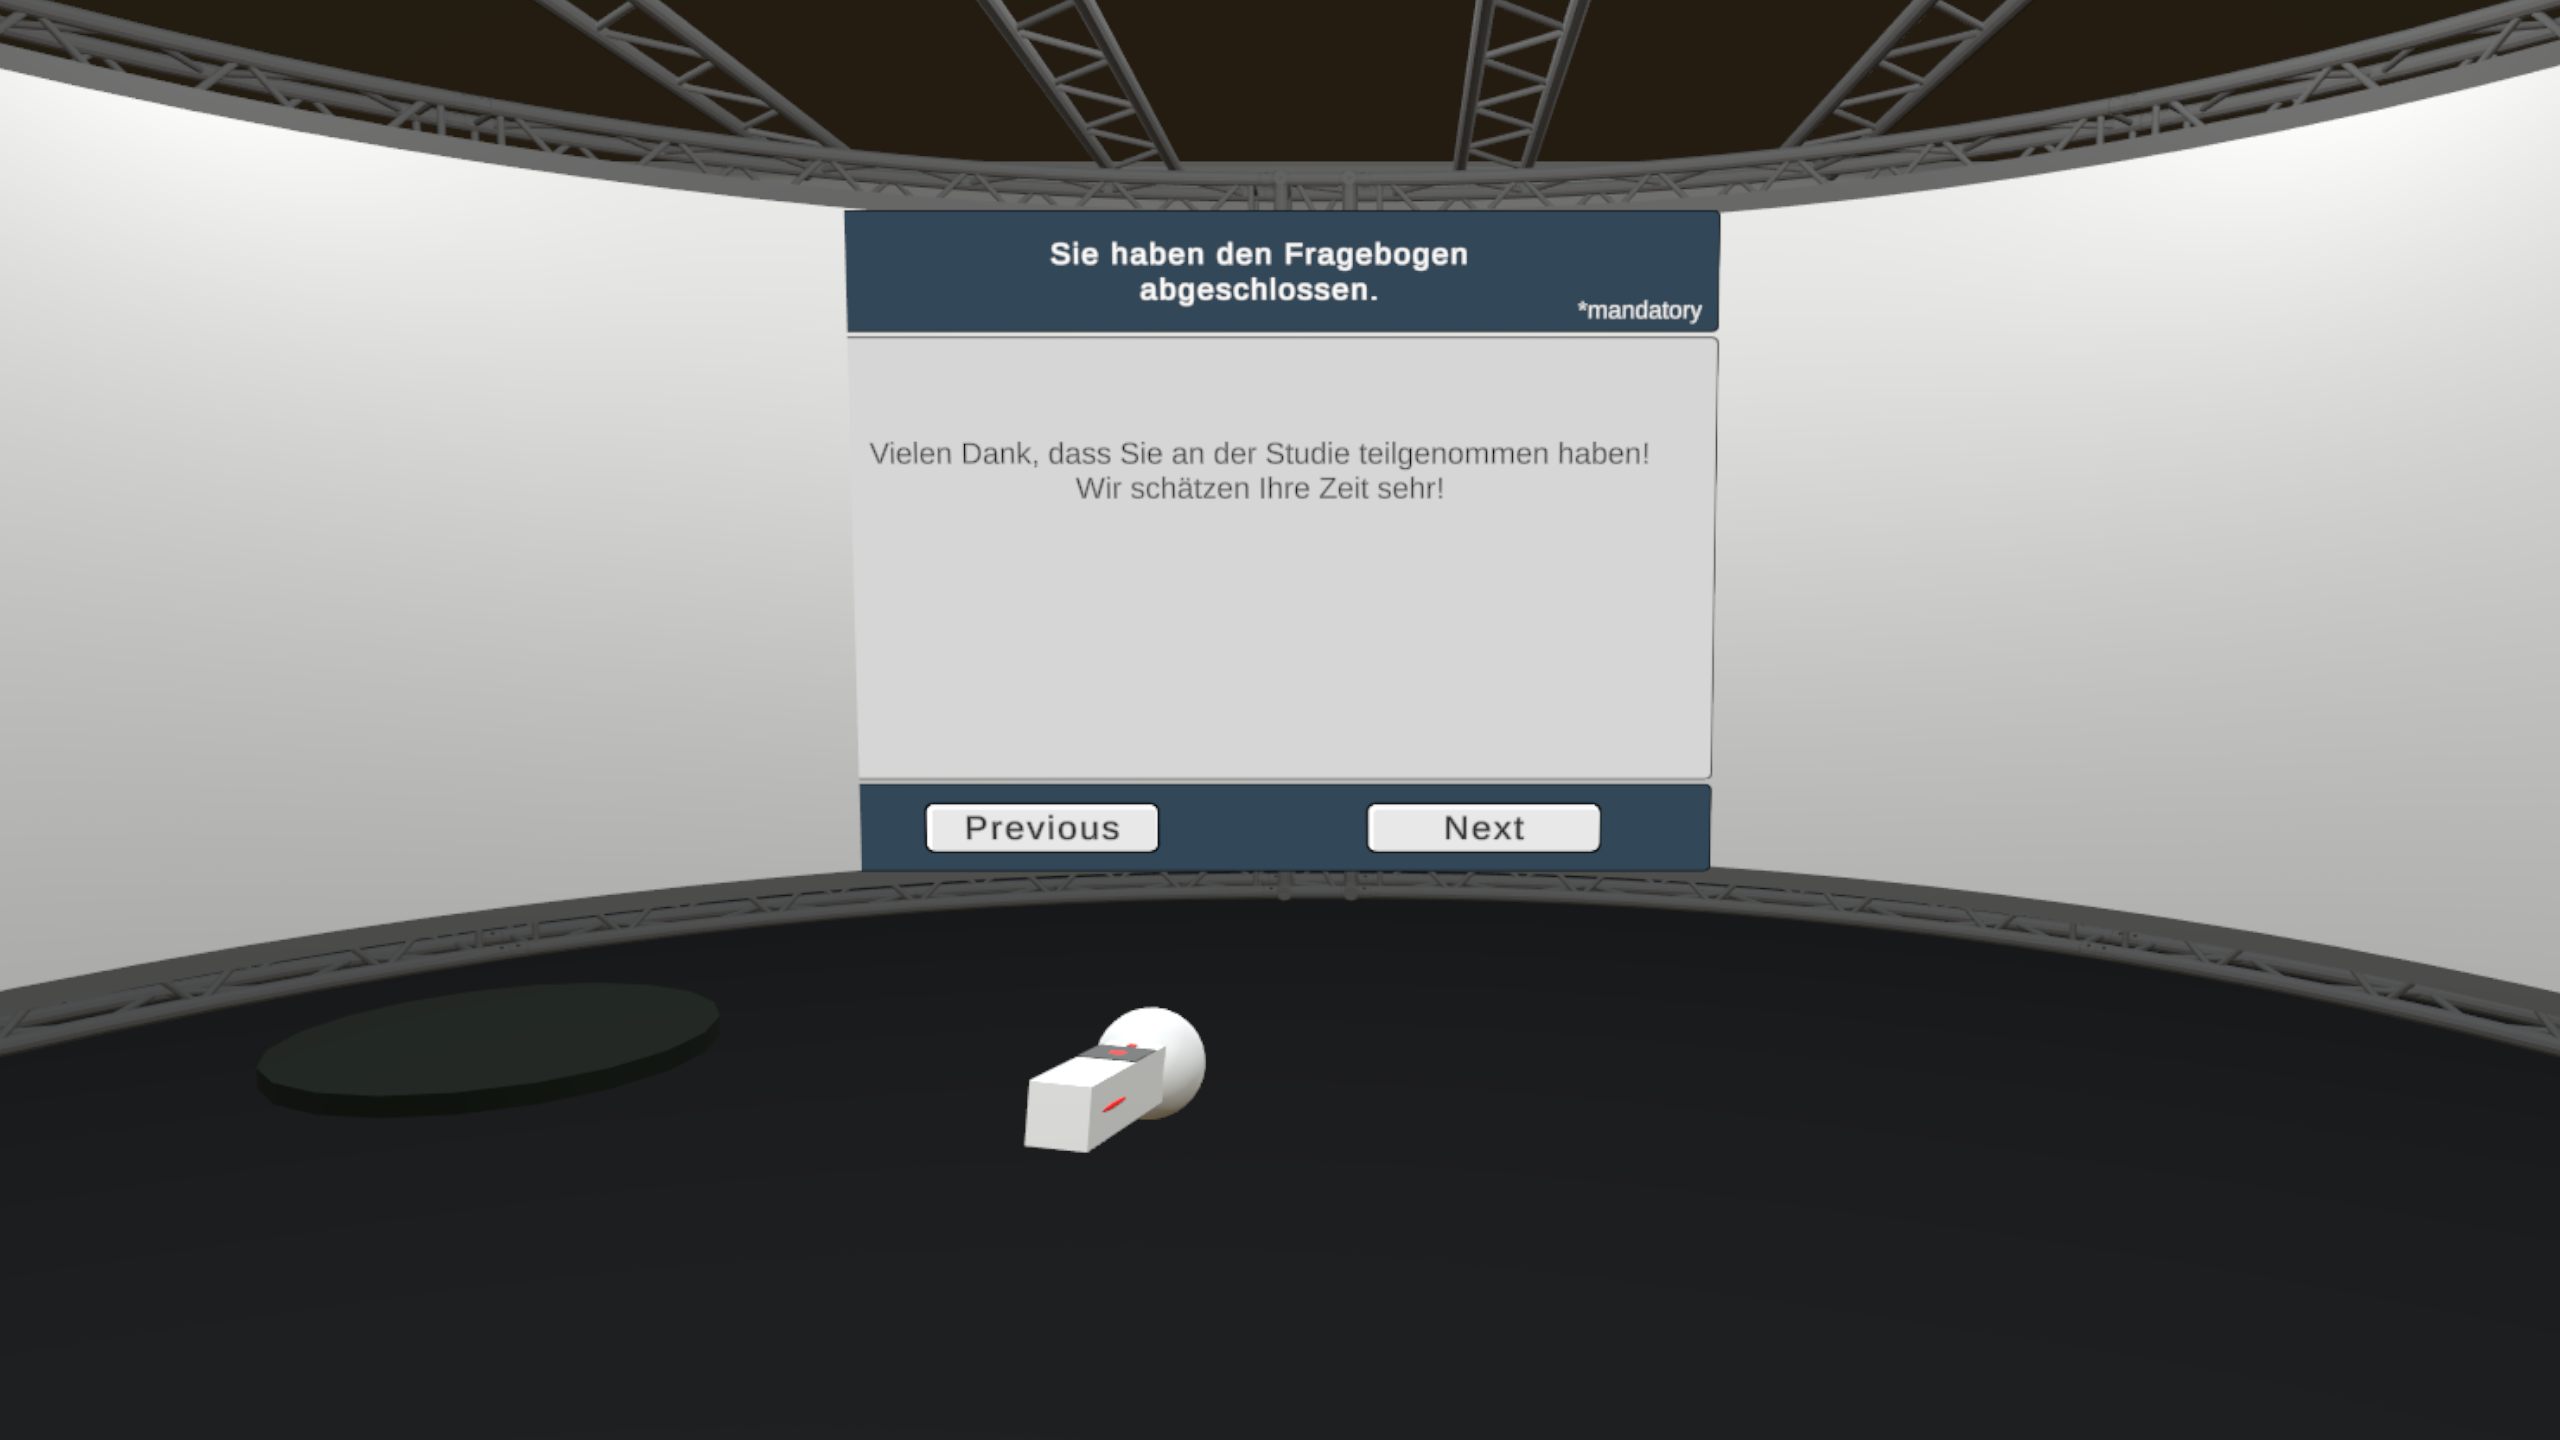 Sie haben den Fragebogen
abgeschlossen.
*mandatory
Vielen Dank, dass Sie an der Studie teilgenommen haben!
Wir schätzen Ihre Zeit sehr!
Previous
Next